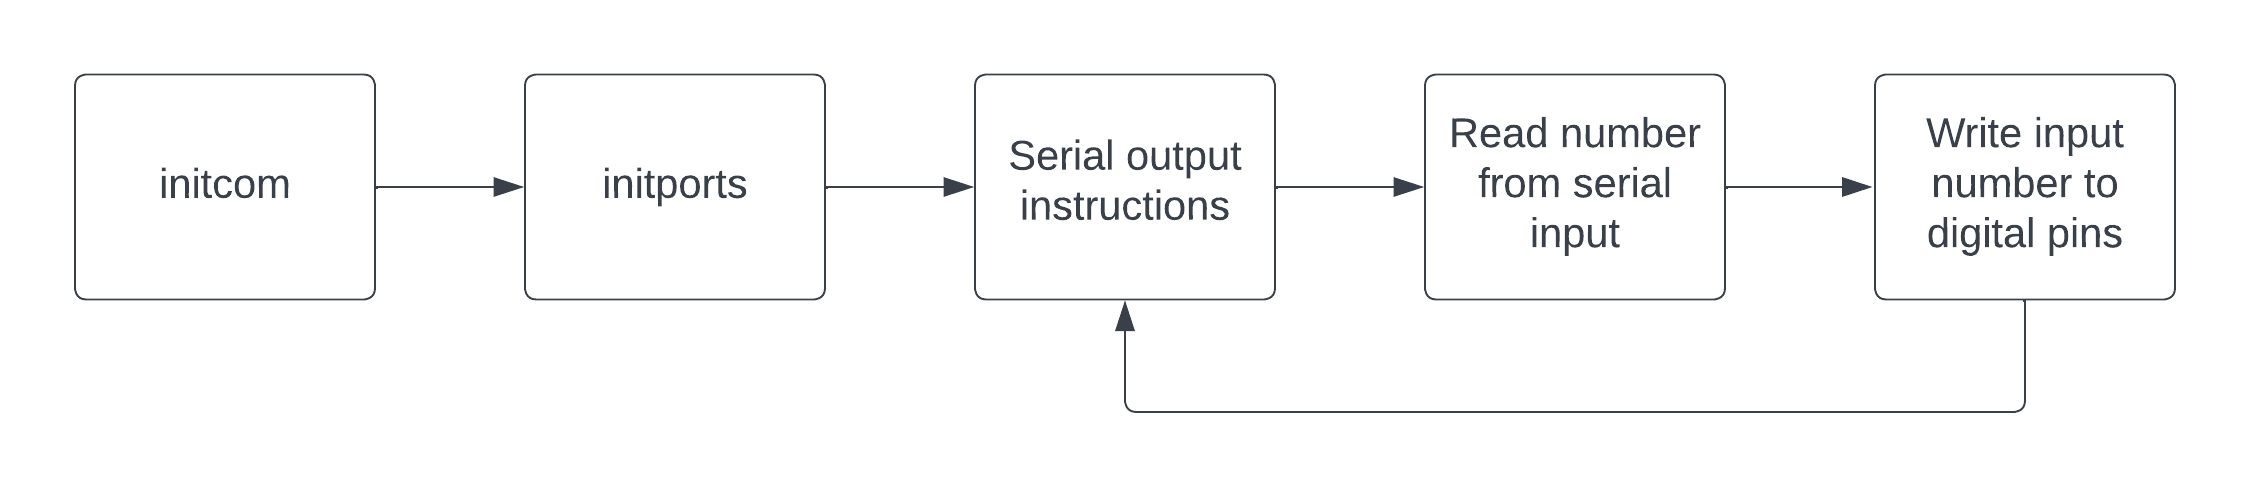 initcom
initports
Serial output
instructions
Read number
from serial
input
Write input
number to
digital pins